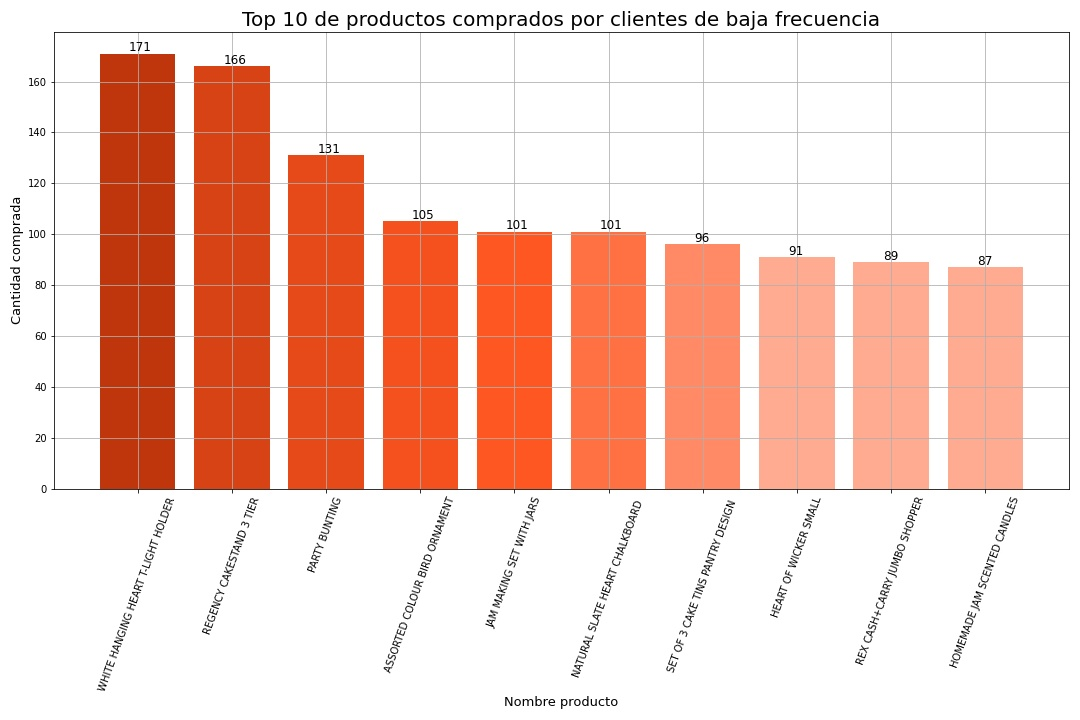 Top 10 de productos comprados por clientes de baja frecuencia
Cantidad comprada
160
140
120
100
80
60
40
20
0
171
166
131
105
101
101
96
91
89
87
WHITE HANGING HEART T-LIGHT HOLDER
REGENCY CAKESTAND 3 TIER
PARTY BUNTING
ASSORTED COLOUR BIRD ORNAMENT
JAM MAKING SET WITH JARS
NATURAL SLATE HEART CHALKBOARD
SET OF 3 CAKE TINS PANTRY DESIGN
HEART OF WICKER SMALL
REX CASH+CARRY JUMBO SHOPPER
HOMEMADE JAM SCENTED CANDLES
Nombre producto